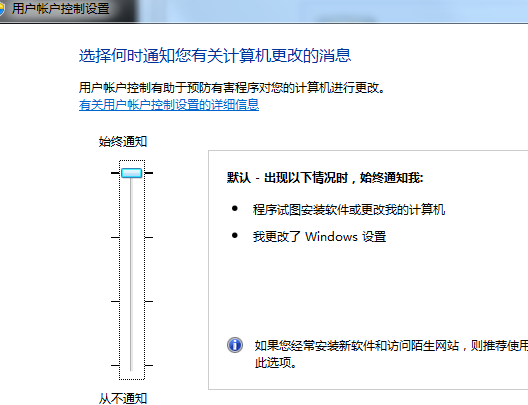 用户帐户控制设置
选择何时通知您有关计算机更改的消息
用户帐户控制有助于预防有害程序对您的计算机进行更改。
有关用户帐户控制设置的详细信息
始终通知
默认 - 出现以下情况时，始终通知我:
程序试图安装软件或更改我的计算机
我更改了 Windows 设置
如果您经常安装新软件和访问陌生网站，则推荐使用
此选项。
从不通知